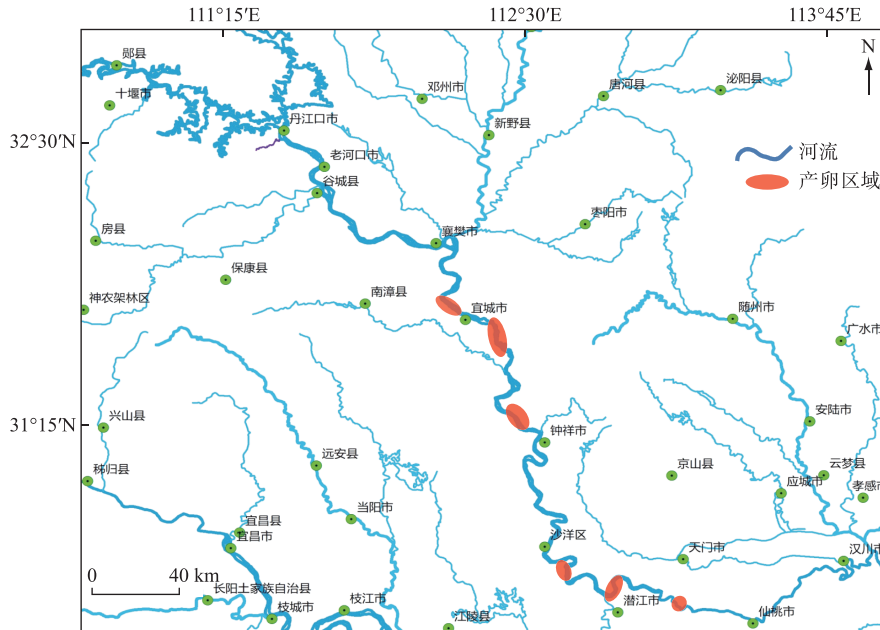 111°15′E
112°30′E
113°45′E
N
郧县
十堰市
邓州市
唐河县
泌阳县
丹江口市
新野县
32°30′N
老河口市
河流
谷城县
产卵区域
枣阳市
房县
襄樊市
保康县
神农架林区
南漳县
宜城市
随州市
广水市
31°15′N
兴山县
钟祥市
安陆市
秭归县
远安县
京山县
云梦县
应城市
孝感市
当阳市
宜昌县
宜昌市
沙洋区
天门市
汉川市
0
40 km
长阳土家族自治县
枝城市
枝江市
潜江市
仙桃市
江陵县